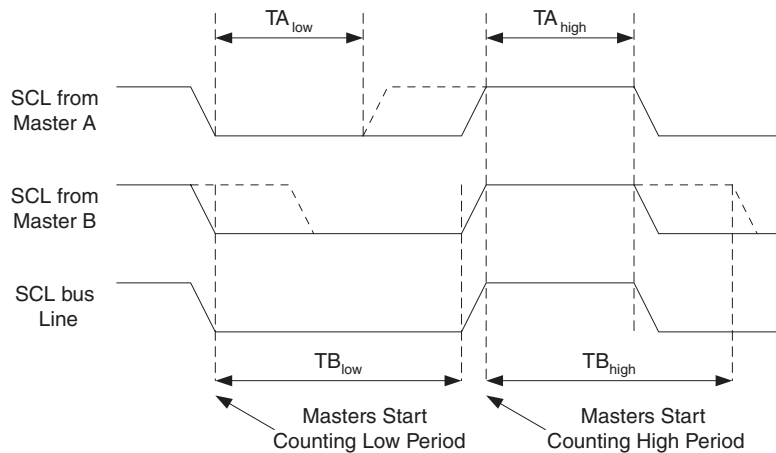 TA low
TA high
SCL from
Master A
SCL from
Master B
SCL bus
Line
TB low
TB high
Masters Start
Counting Low Period
Masters Start
Counting High Period